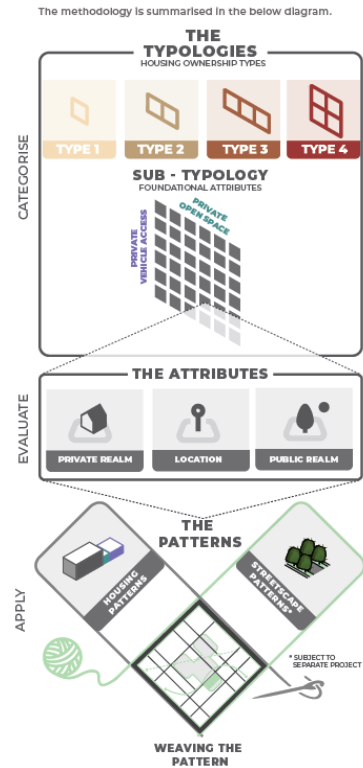 The methodology is summarised in the below diagram.
THE
TYPOLOGIES
HOUSING OWNERSHIP TYPES
TYPE 1
TYPE 2
TYPE 3
TYPE 4
SUB - TYPOLOGY
FOUNDATIONAL ATTRIBUTES
PRIVATE
VEHICLE ACCESS
PRIVATE
OPEN SPACE
CATEGORISE
THE ATTRIBUTES
PRIVATE REALM
LOCATION
PUBLIC REALM
EVALUATE
THE
PATTERNS
HOUSING
PATTERNS
STREETSCAPE
PATTERNS*
* SUBJECT TO
SEPARATE PROJECT
APPLY
WEAVING THE
PATTERN